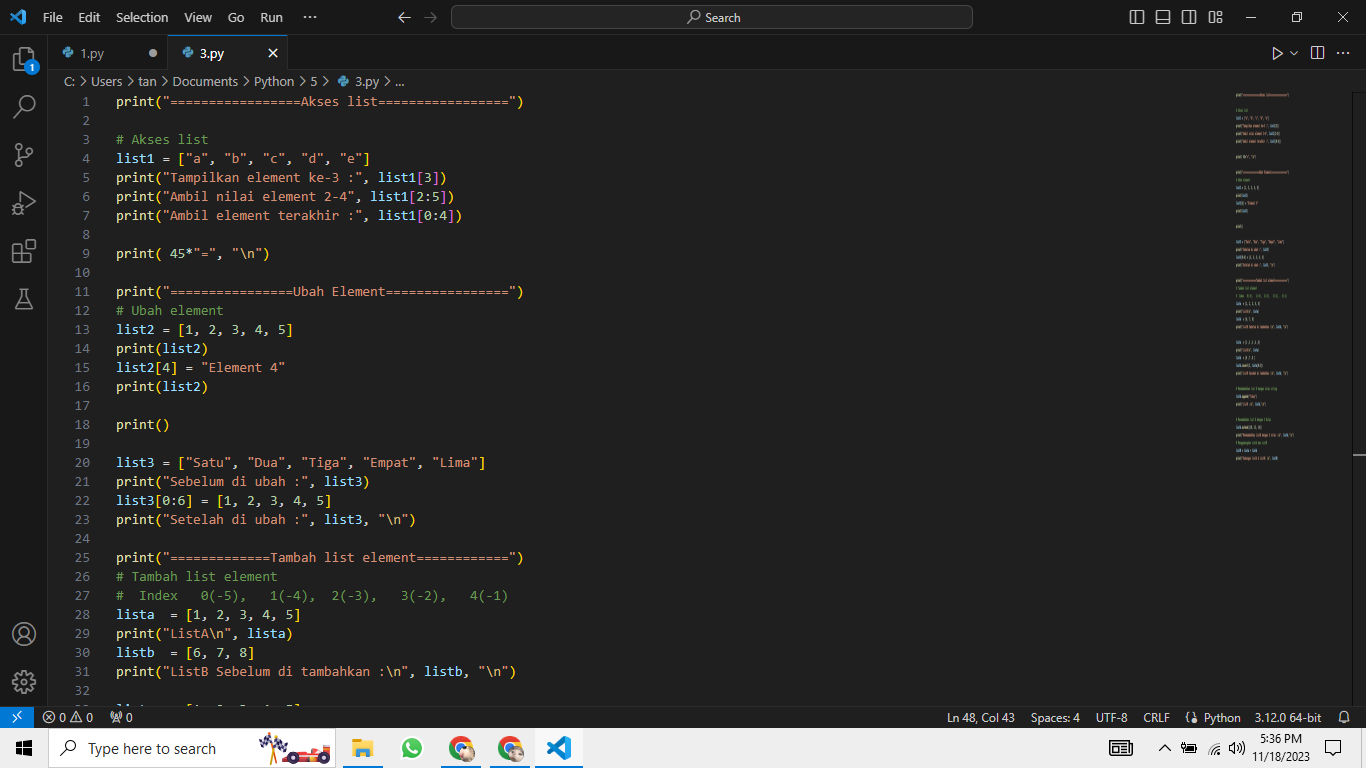 File Edit Selection View Go Run ··· Search
1.py 3.py
C: > Users > tan > Documents > Python > 5 > 3.py > ...
1 print("=================Akses list=================")
2
3 # Akses list
4 list1 = ["a", "b", "c", "d", "e"]
5 print("Tampilkan element ke-3 :", list1[3])
6 print("Ambil nilai element 2-4", list1[2:5])
7 print("Ambil element terakhir :", list1[0:4])
8
9 print( 45*"=", "\n")
10
11 print("================Ubah Element================")
12 # Ubah element
13 list2 = [1, 2, 3, 4, 5]
14 print(list2)
15 list2[4] = "Element 4"
16 print(list2)
17
18 print()
19
20 list3 = ["Satu", "Dua", "Tiga", "Empat", "Lima"]
21 print("Sebelum di ubah :", list3)
22 list3[0:6] = [1, 2, 3, 4, 5]
23 print("Setelah di ubah :", list3, "\n")
24
25 print("=============Tambah list element============")
26 # Tambah list element
27 #  Index   0(-5),   1(-4),  2(-3),   3(-2),   4(-1)
28 lista  = [1, 2, 3, 4, 5]
29 print("ListA\n", lista)
30 listb  = [6, 7, 8]
31 print("ListB Sebelum di tambahkan :\n", listb, "\n")
32
1
0 0 0 Ln 48, Col 43 Spaces: 4 UTF-8 CRLF Python 3.12.0 64-bit
Type here to search
5:36 PM
11/18/2023